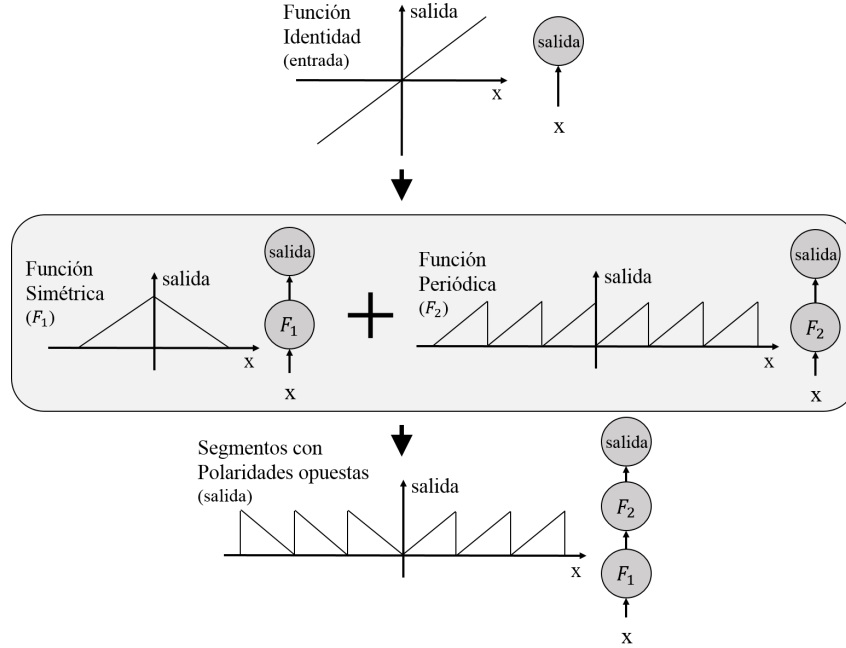 Función
Identidad
(entrada)
salida
x
salida
x
Función
Simétrica
(F₁)
salida
x
salida
F₁
x
+
Función
Periódica
(F₂)
salida
x
salida
F₂
x
Segmentos con
Polaridades opuestas
(salida)
salida
x
salida
F₂
F₁
x